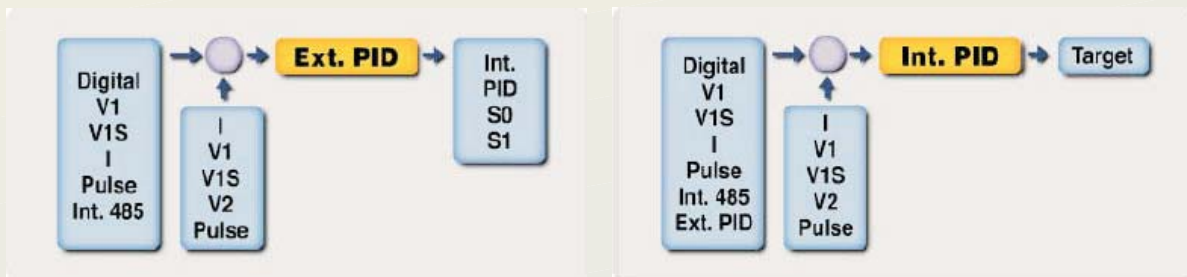 Digital
V1
V1S
I
Pulse
Int. 485
I
V1
V1S
V2
Pulse
Ext. PID
Int.
PID
S0
S1
Digital
V1
V1S
I
Pulse
Int. 485
Ext. PID
I
V1
V1S
V2
Pulse
Int. PID
Target